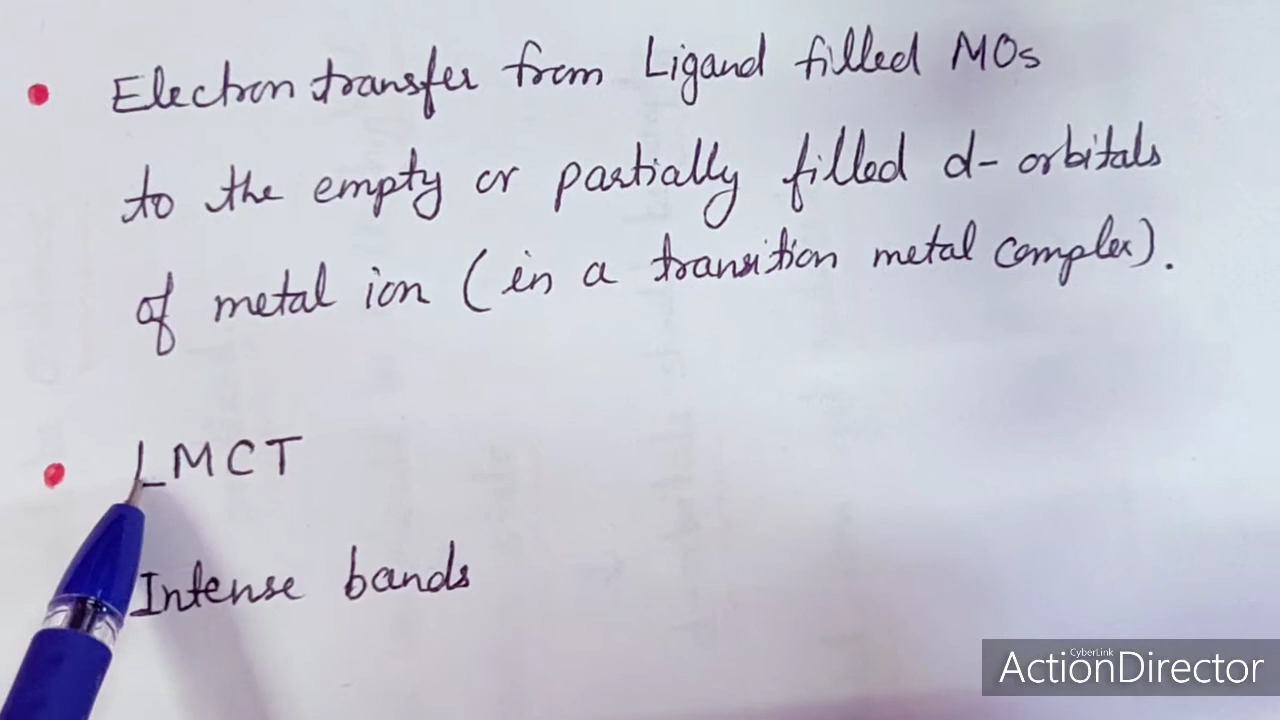 Electron transfer from Ligand filled MOs
to the empty or partially filled d-orbitals
of metal ion (in a transition metal complex).
LMCT
Intense bands
CyberLink
ActionDirector